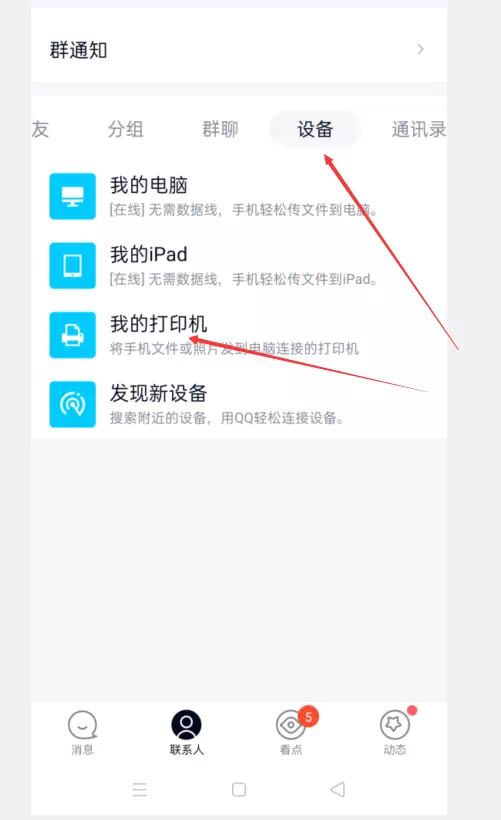 群通知
友 分组 群聊 设备 通讯录
我的电脑
[在线] 无需数据线，手机轻松传文件到电脑。
我的iPad
[在线] 无需数据线，手机轻松传文件到iPad。
我的打印机
将手机文件或照片发到电脑连接的打印机
发现新设备
搜索附近的设备，用QQ轻松连接设备。
5
消息 联系人 看点 动态